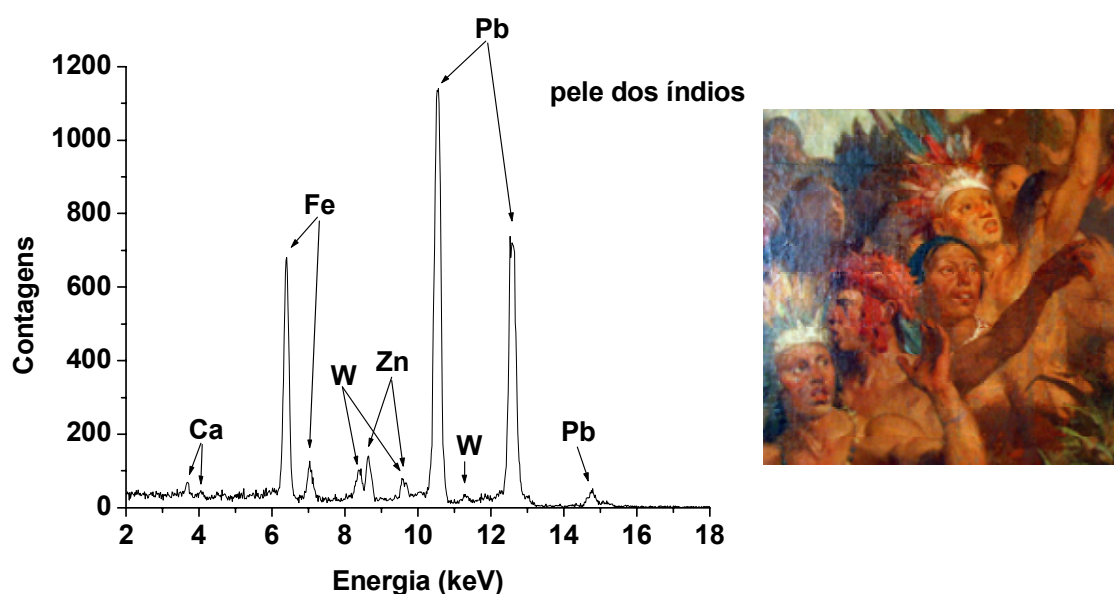 Pb
1200
pele dos índios
1000
800
Fe
600
Contagens
400
Zn
W
200
Ca
W
Pb
0
2 4 6 8 10 12 14 16 18
Energia (keV)